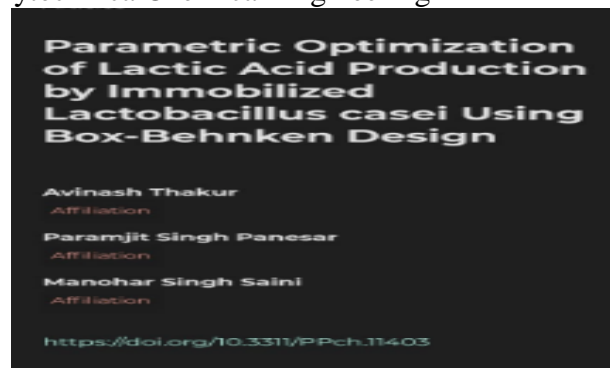 Parametric Optimization
of Lactic Acid Production
by Immobilized
Lactobacillus casei Using
Box-Behnken Design
Avinash Thakur
Affiliation
Paramjit Singh Panesar
Affiliation
Manohar Singh Saini
Affiliation
https://doi.org/10.3311/PPch.11403